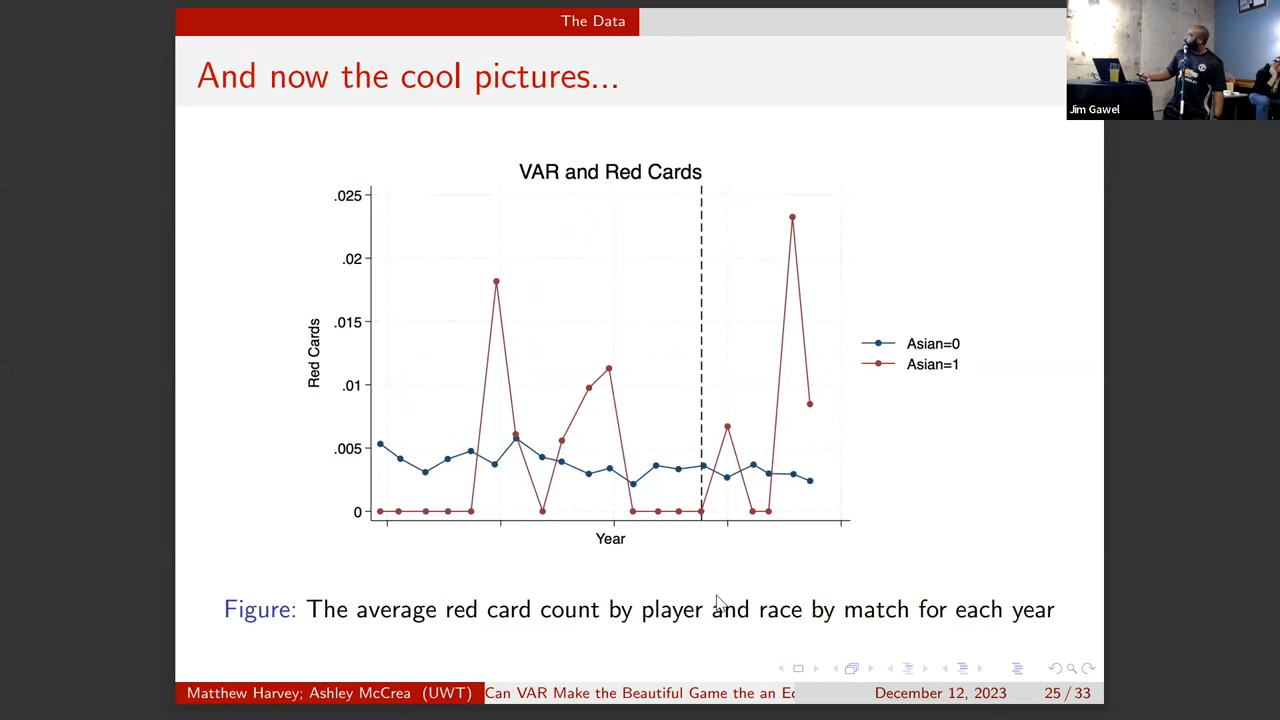 The Data
And now the cool pictures...
Jim Gawel
VAR and Red Cards
.025
.02
.015
.01
.005
0
Red Cards
Year
Asian=0
Asian=1
Figure: The average red card count by player and race by match for each year
Matthew Harvey; Ashley McCrea (UWT)
Can VAR Make the Beautiful Game the an Ec
December 12, 2023
25 / 33